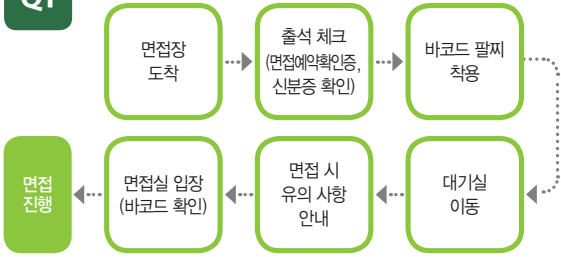 Q1
면접장
도착
출석 체크
(면접예약확인증,
신분증 확인)
바코드 팔찌
착용
대기실
이동
면접 시
유의 사항
안내
면접실 입장
(바코드 확인)
면접
진행